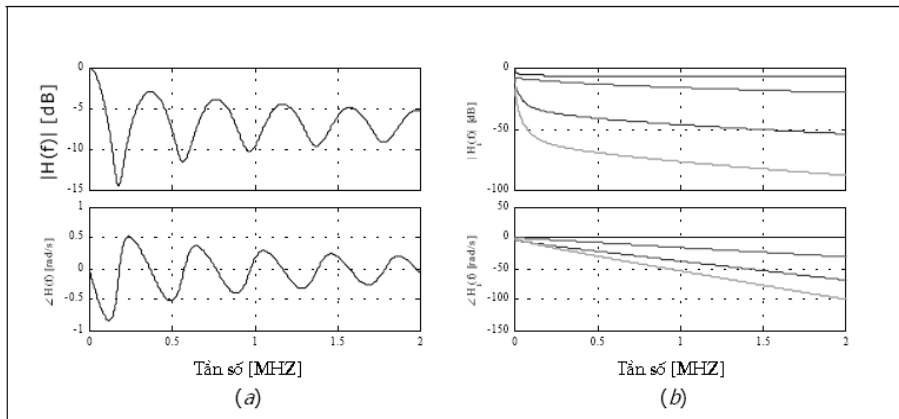 0
-5
-10
-15
|H(f)| [dB]
1
0.5
0
-0.5
-1
∠H(f) [rad/s]
0 0.5 1 1.5 2
Tần số [MHZ]
(a)
0
-50
-100
|Hᵢ(f)| [dB]
50
0
-50
-100
-150
∠Hᵢ(f) [rad/s]
0 0.5 1 1.5 2
Tần số [MHZ]
(b)